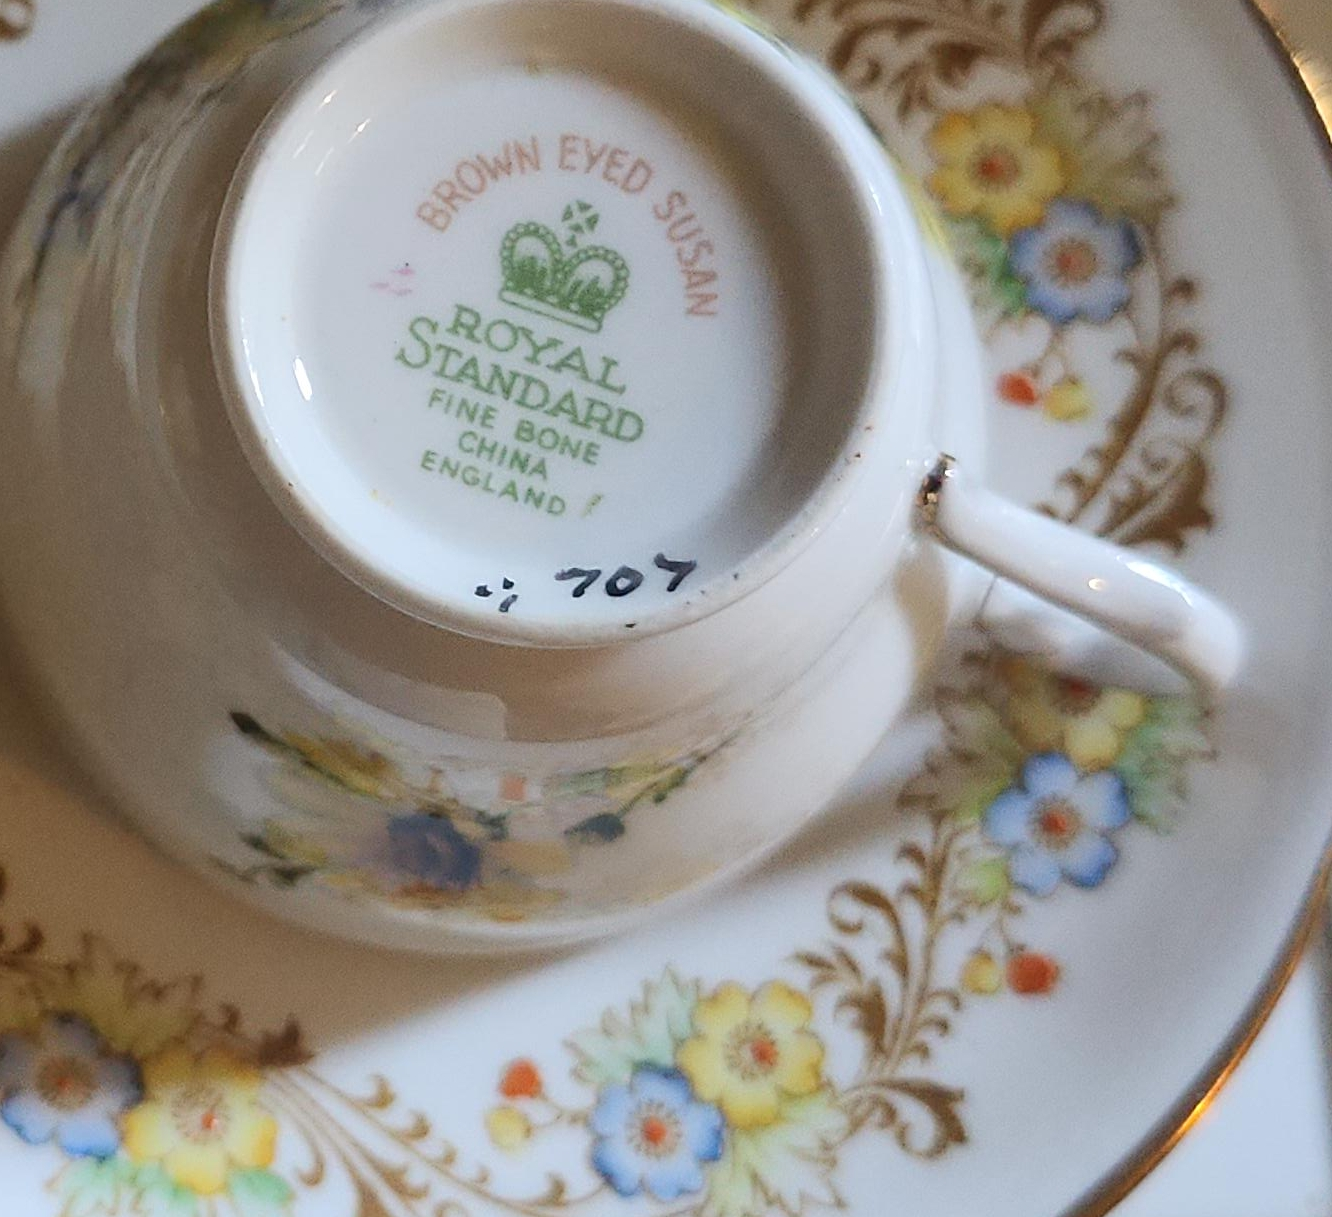 BROWN EYED SUSAN
ROYAL
STANDARD
FINE BONE
CHINA
ENGLAND
707